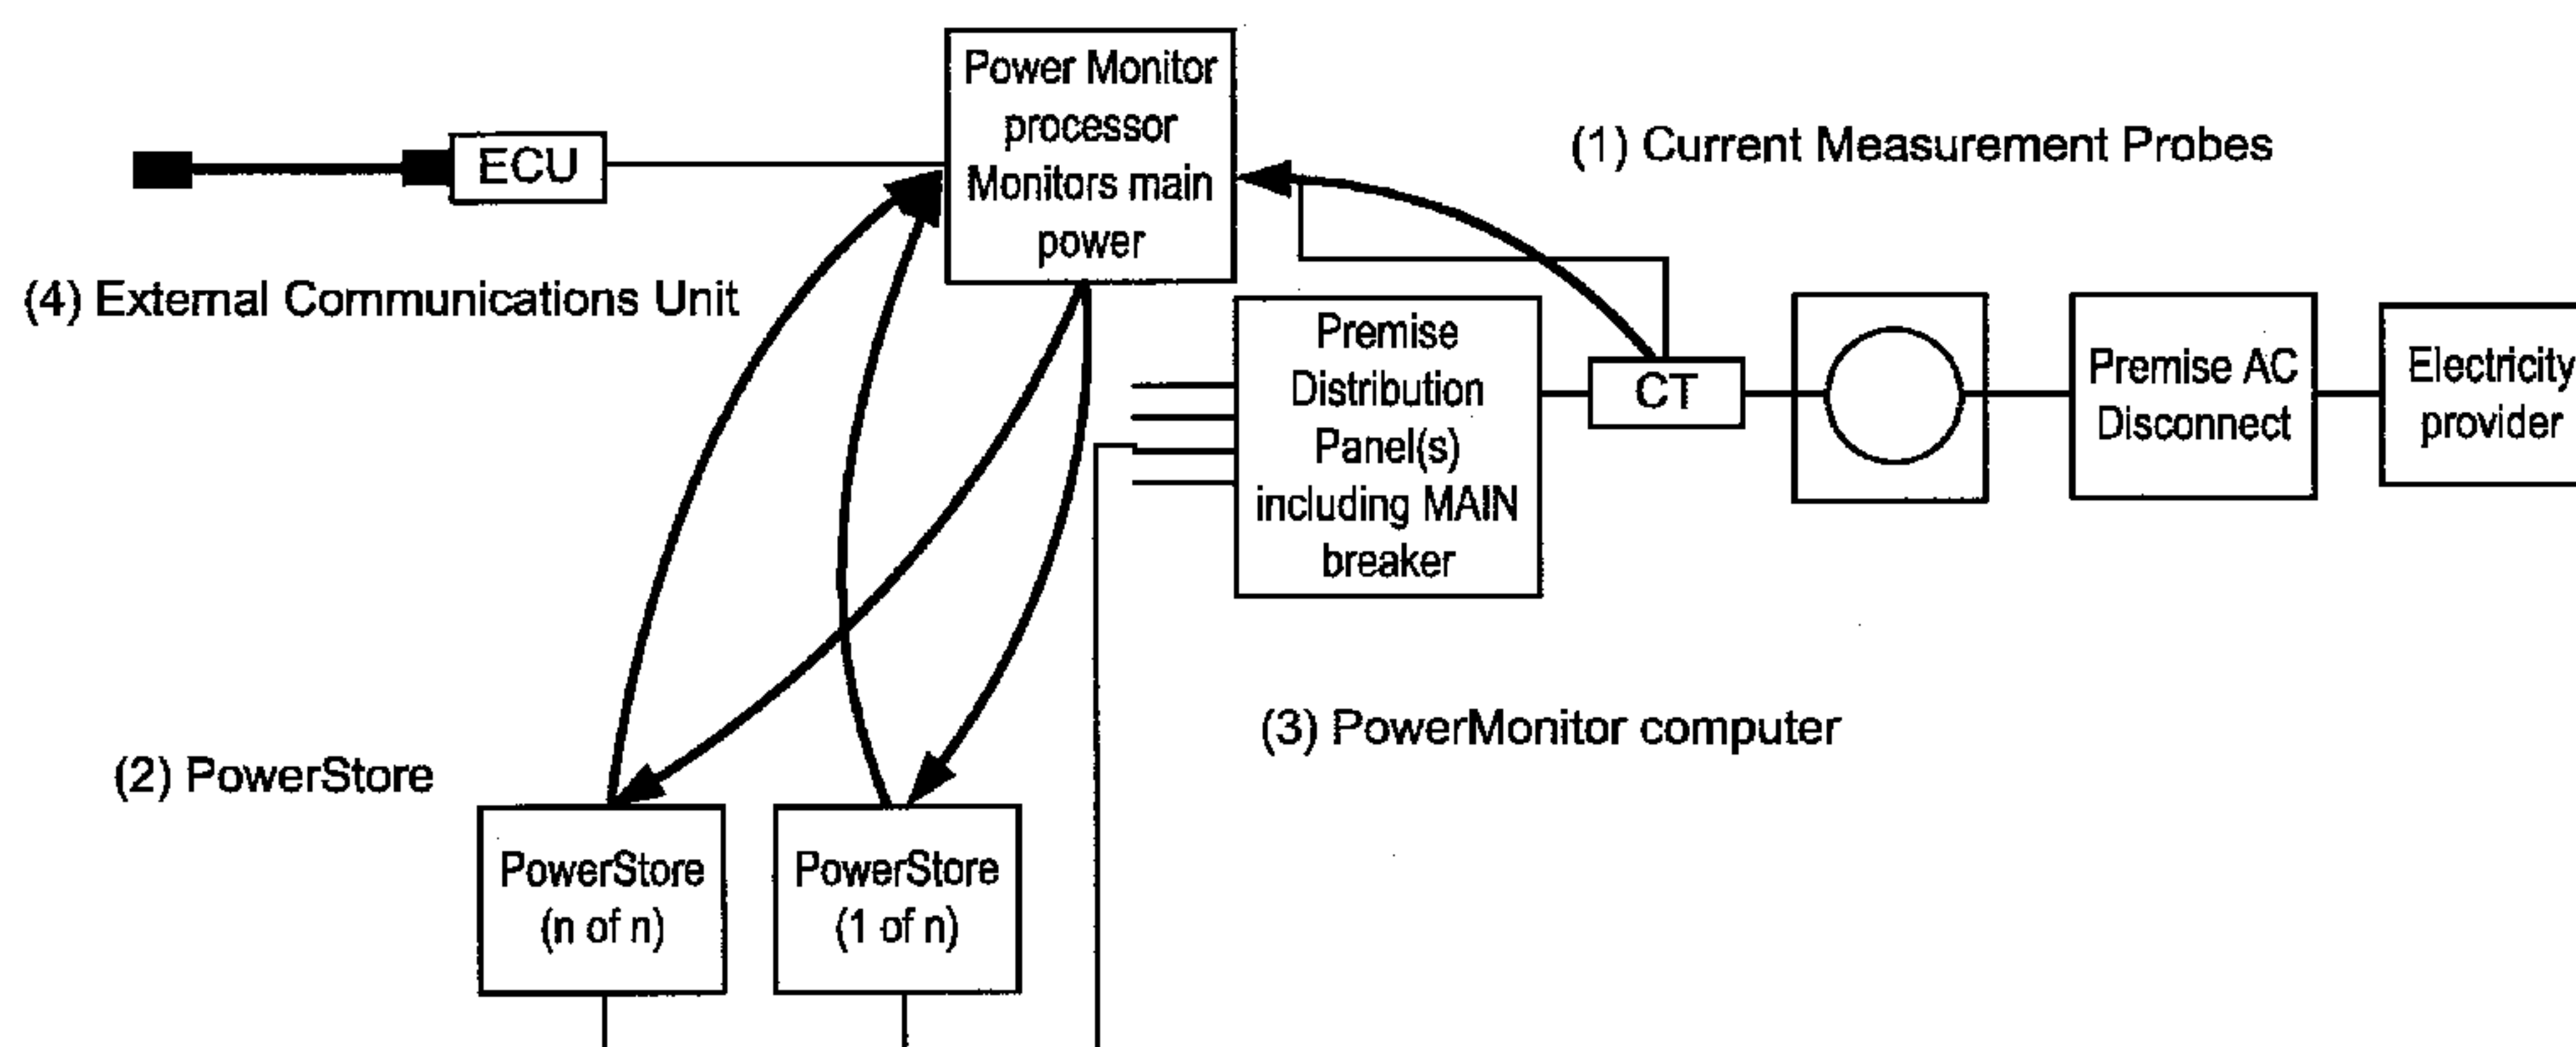 Power Monitor
processor
Monitors main
power
(1) Current Measurement Probes
ECU
(4) External Communications Unit
Premise
Distribution
Panel(s)
including MAIN
breaker
CT
Premise AC
Disconnect
Electricity
provider
(3) PowerMonitor computer
(2) PowerStore
PowerStore
(n of n)
PowerStore
(1 of n)